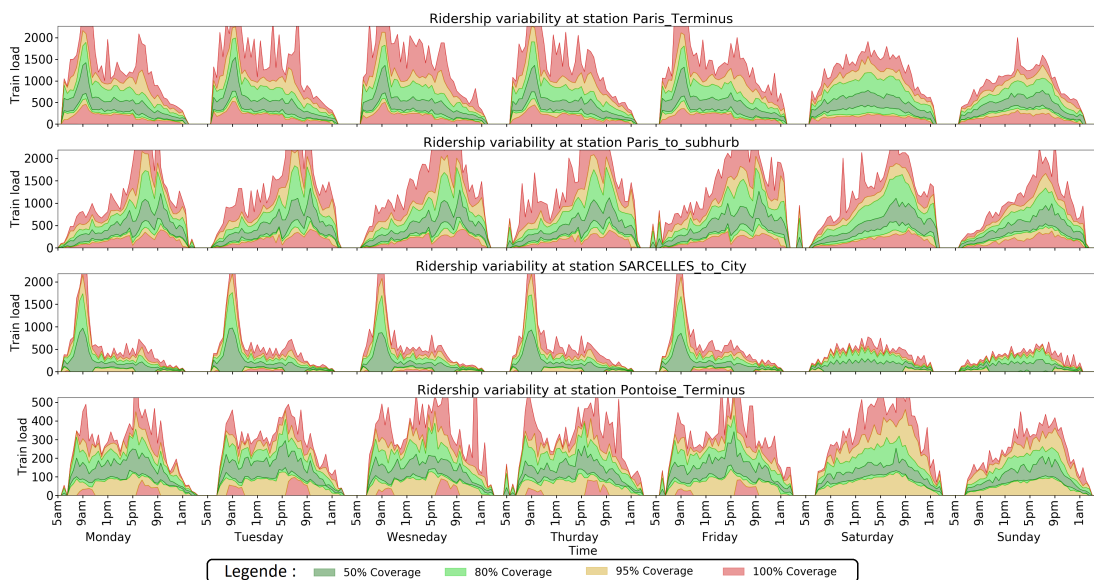 Ridership variability at station Paris_Terminus
Train load
2000
1500
1000
500
0
Ridership variability at station Paris_to_subhurb
Train load
2000
1500
1000
500
0
Ridership variability at station SARCELLES_to_City
Train load
2000
1500
1000
500
0
Ridership variability at station Pontoise_Terminus
Train load
500
400
300
200
100
0
5am 9am 1pm 5pm 9pm 1am 5am 9am 1pm 5pm 9pm 1am 5am 9am 1pm 5pm 9pm 1am 5am 9am 1pm 5pm 9pm 1am 5am 9am 1pm 5pm 9pm 1am 5am 9am 1pm 5pm 9pm 1am 5am 9am 1pm 5pm 9pm 1am
Monday Tuesday Wesneday Thurday Friday Saturday Sunday
Time
Legende : 50% Coverage 80% Coverage 95% Coverage 100% Coverage